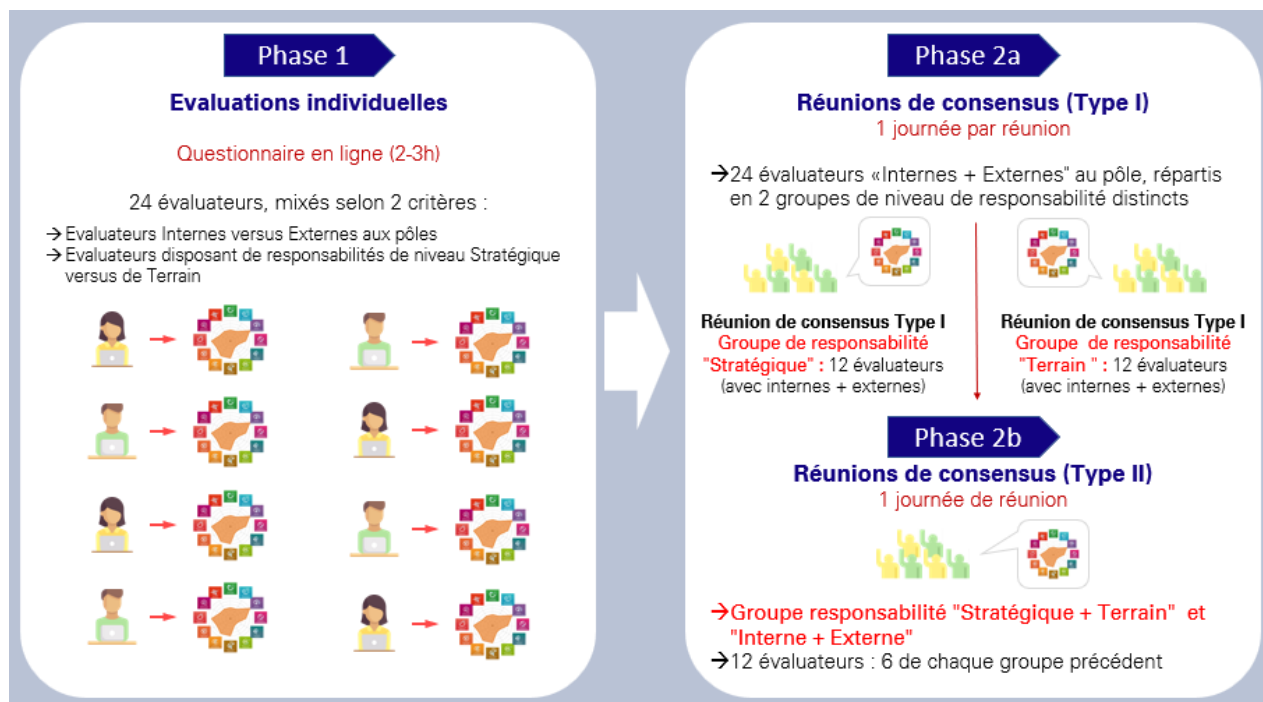 Phase 1
Evaluations individuelles
Questionnaire en ligne (2-3h)
24 évaluateurs, mixés selon 2 critères :
→ Evaluateurs Internes versus Externes aux pôles
→ Evaluateurs disposant de responsabilités de niveau Stratégique
versus de Terrain
Phase 2a
Réunions de consensus (Type I)
1 journée par réunion
→24 évaluateurs «Internes + Externes" au pôle, répartis
en 2 groupes de niveau de responsabilité distincts
Réunion de consensus Type I
Groupe de responsabilité
"Stratégique" : 12 évaluateurs
(avec internes + externes)
Réunion de consensus Type I
Groupe de responsabilité
"Terrain " : 12 évaluateurs
(avec internes + externes)
Phase 2b
Réunions de consensus (Type II)
1 journée de réunion
→Groupe responsabilité "Stratégique + Terrain" et
"Interne + Externe"
→12 évaluateurs : 6 de chaque groupe précédent